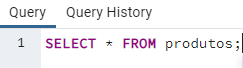 Query Query History
1 SELECT * FROM produtos;